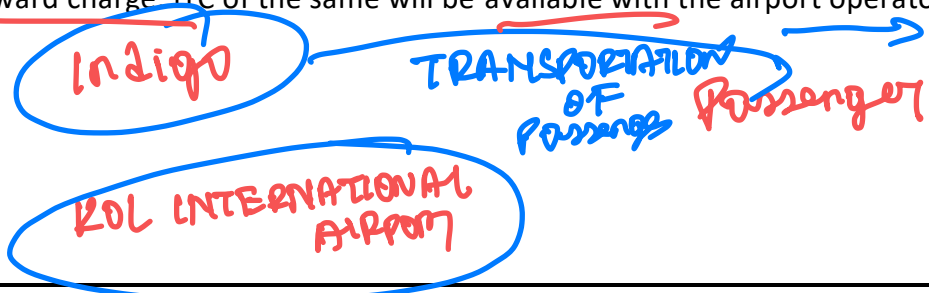 ward charge. ITC of the same will be available with the airport operato
Indigo
TRANSPORTATION
OF
Passenger
KOL INTERNATIONAL
AIRPORT